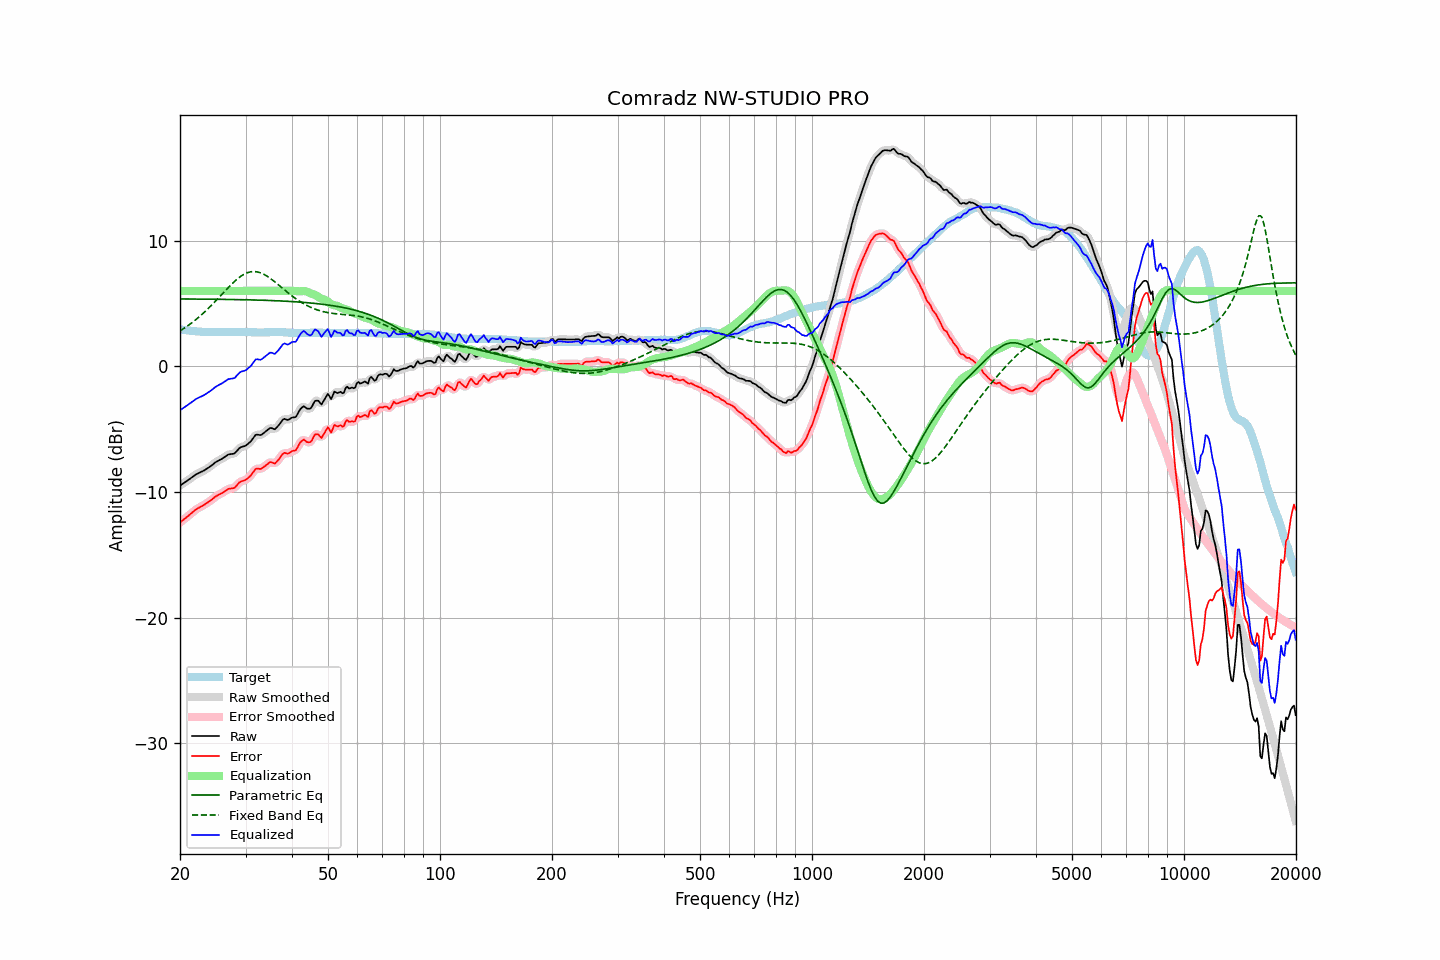 Comradz NW-STUDIO PRO
Amplitude (dBr)
10
0
−10
−20
−30
Target
Raw Smoothed
Error Smoothed
Raw
Error
Equalization
Parametric Eq
Fixed Band Eq
Equalized
20 50 100 200 500 1000 2000 5000 10000 20000
Frequency (Hz)